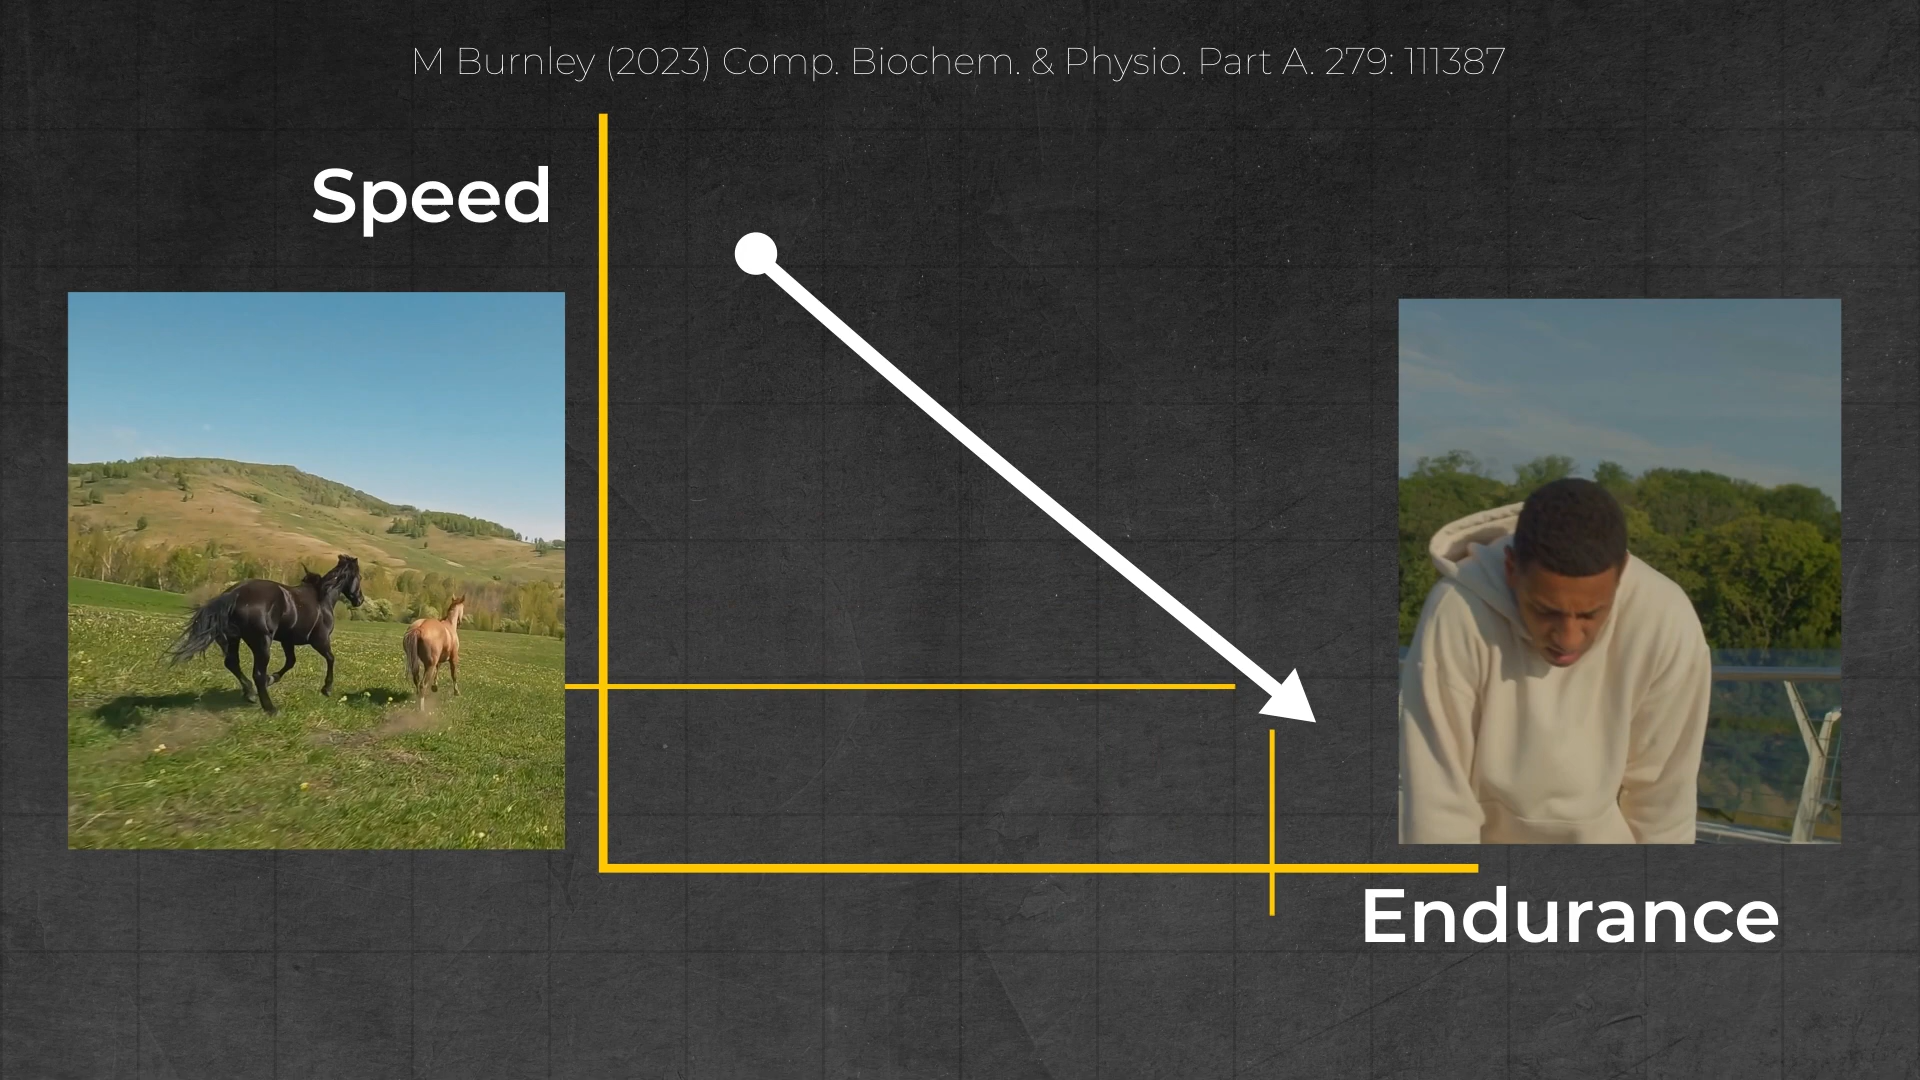 M Burnley (2023) Comp. Biochem. & Physio. Part A. 279: 111387
Speed
Endurance